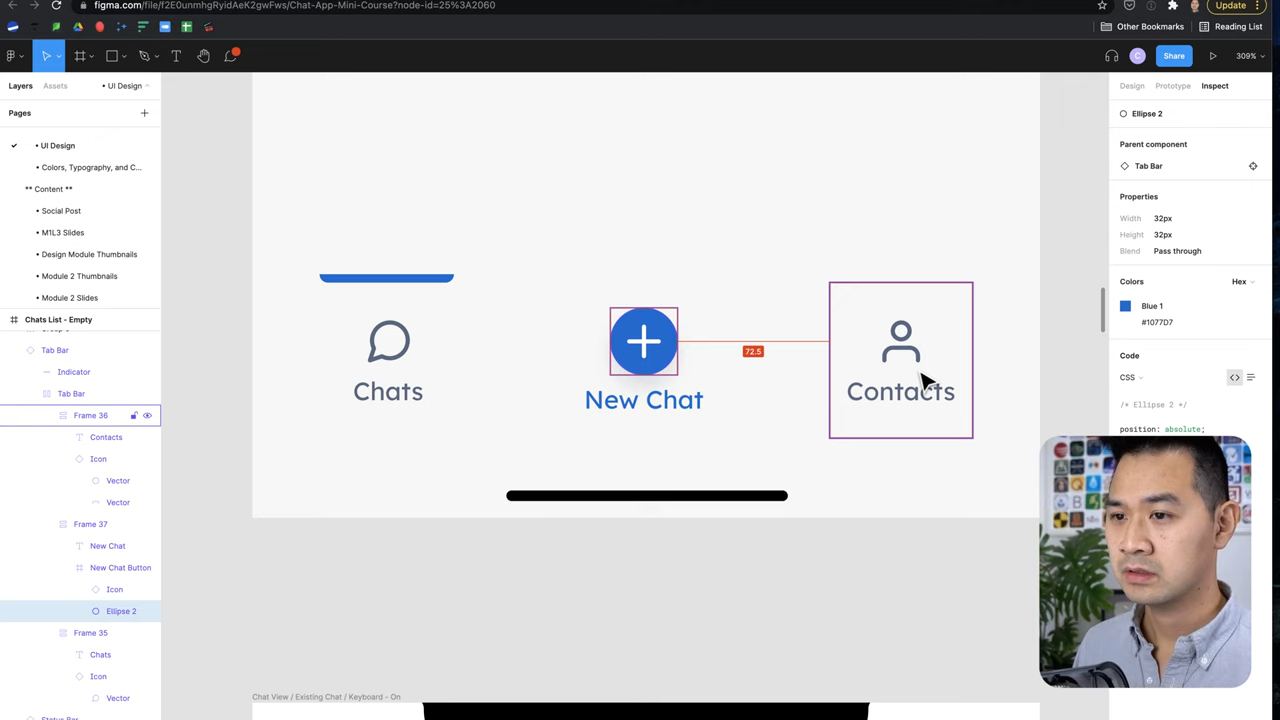 figma.com/file/f2E0unmhgRyidAeK2gwFws/Chat-App-Mini-Course?node-id=25%3A2060
Update
Other Bookmarks
Reading List
C
Share
309%
Layers
Assets
• UI Design
Pages
• UI Design
• Colors, Typography, and C...
** Content **
• Social Post
• M1L3 Slides
• Design Module Thumbnails
• Module 2 Thumbnails
• Module 2 Slides
Chats List - Empty
Tab Bar
Indicator
Tab Bar
Frame 36
Contacts
Icon
Vector
Vector
Frame 37
New Chat
New Chat Button
Icon
Ellipse 2
Frame 35
Chats
Icon
Vector
Chats
New Chat
Contacts
72.5
Chat View / Existing Chat / Keyboard - On
Design
Prototype
Inspect
Ellipse 2
Parent component
Tab Bar
Properties
Width 32px
Height 32px
Blend Pass through
Colors
Hex
Blue 1
#1077D7
Code
CSS
/* Ellipse 2 */
position: absolute;